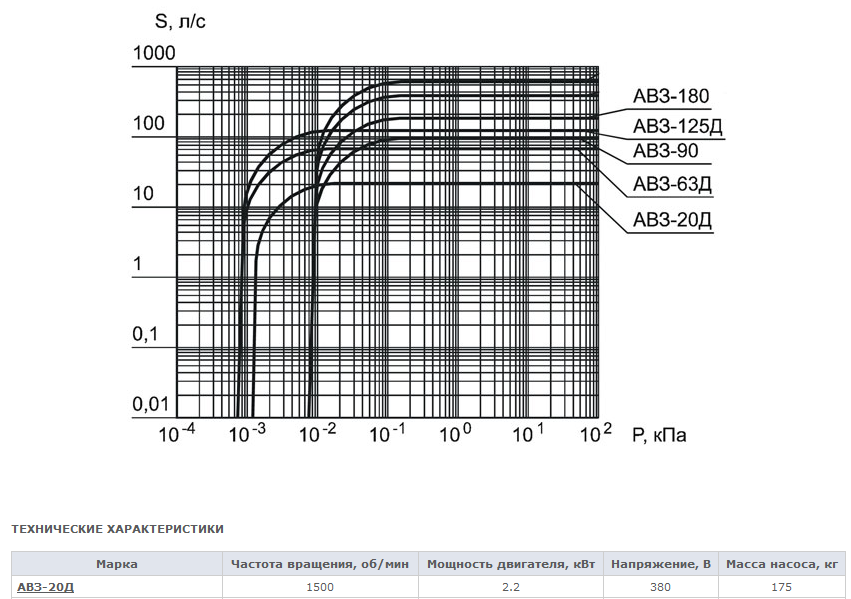 S, л/с
1000
100
10
1
0,1
0,01
10-4 10-3 10-2 10-1 100 101 102 P, кПа
АВЗ-180
АВЗ-125Д
АВЗ-90
АВЗ-63Д
АВЗ-20Д
ТЕХНИЧЕСКИЕ ХАРАКТЕРИСТИКИ
Марка Частота вращения, об/мин Мощность двигателя, кВт Напряжение, В Масса насоса, кг
АВЗ-20Д 1500 2.2 380 175